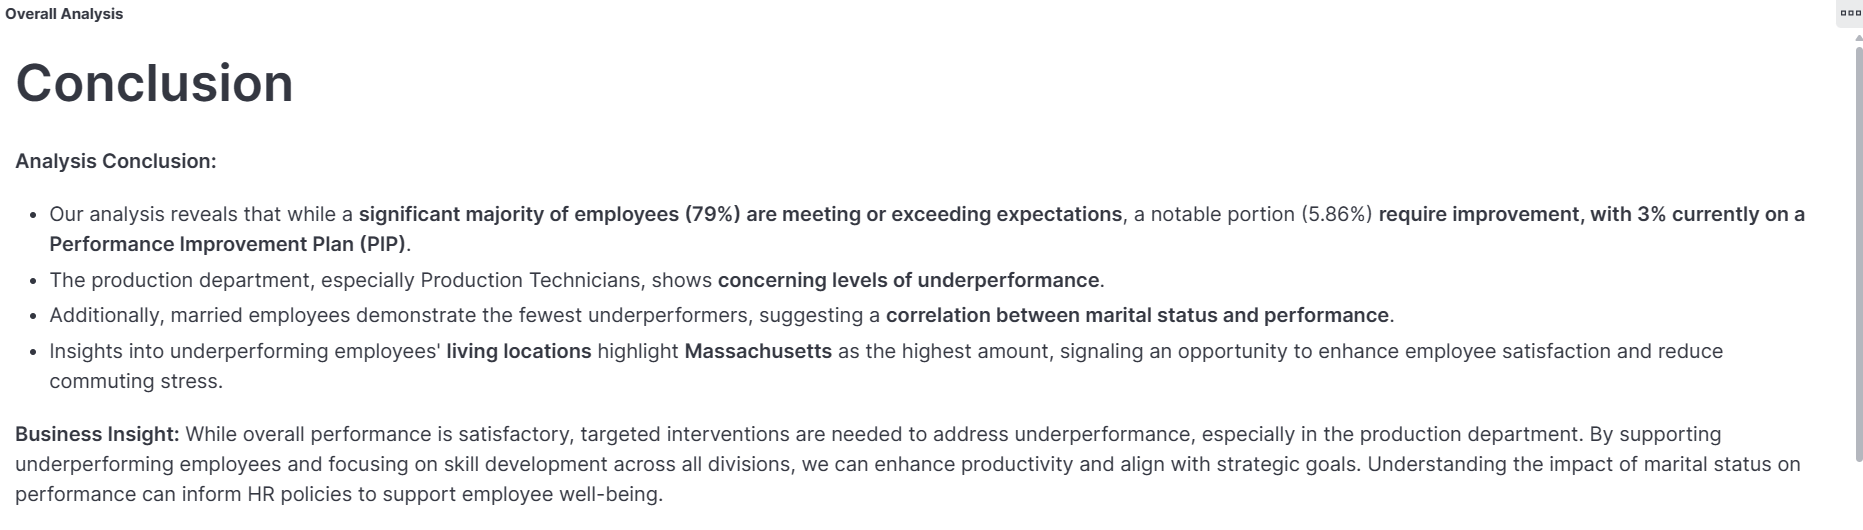 Overall Analysis
Conclusion
Analysis Conclusion:
• Our analysis reveals that while a significant majority of employees (79%) are meeting or exceeding expectations, a notable portion (5.86%) require improvement, with 3% currently on a
Performance Improvement Plan (PIP).
• The production department, especially Production Technicians, shows concerning levels of underperformance.
• Additionally, married employees demonstrate the fewest underperformers, suggesting a correlation between marital status and performance.
• Insights into underperforming employees' living locations highlight Massachusetts as the highest amount, signaling an opportunity to enhance employee satisfaction and reduce
commuting stress.
Business Insight: While overall performance is satisfactory, targeted interventions are needed to address underperformance, especially in the production department. By supporting
underperforming employees and focusing on skill development across all divisions, we can enhance productivity and align with strategic goals. Understanding the impact of marital status on
performance can inform HR policies to support employee well-being.